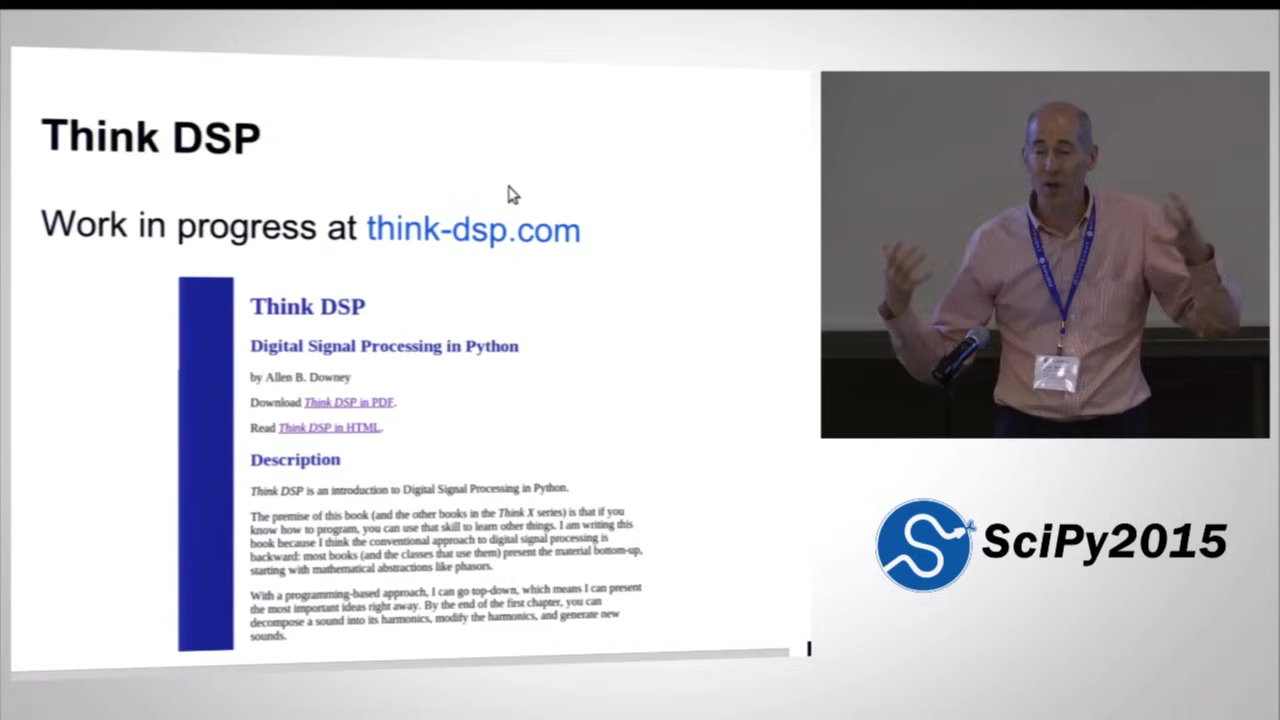 Think DSP
Work in progress at think-dsp.com
Think DSP
Digital Signal Processing in Python
by Allen B. Downey
Download Think DSP in PDF.
Read Think DSP in HTML.
Description
Think DSP is an introduction to Digital Signal Processing in Python.
The premise of this book (and the other books in the Think X series) is that if you
know how to program, you can use that skill to learn other things. I am writing this
book because I think the conventional approach to digital signal processing is
backward: most books (and the classes that use them) present the material bottom-up,
starting with mathematical abstractions like phasors.
With a programming-based approach, I can go top-down, which means I can present
the most important ideas right away. By the end of the first chapter, you can
decompose a sound into its harmonics, modify the harmonics, and generate new
sounds.
SciPy2015